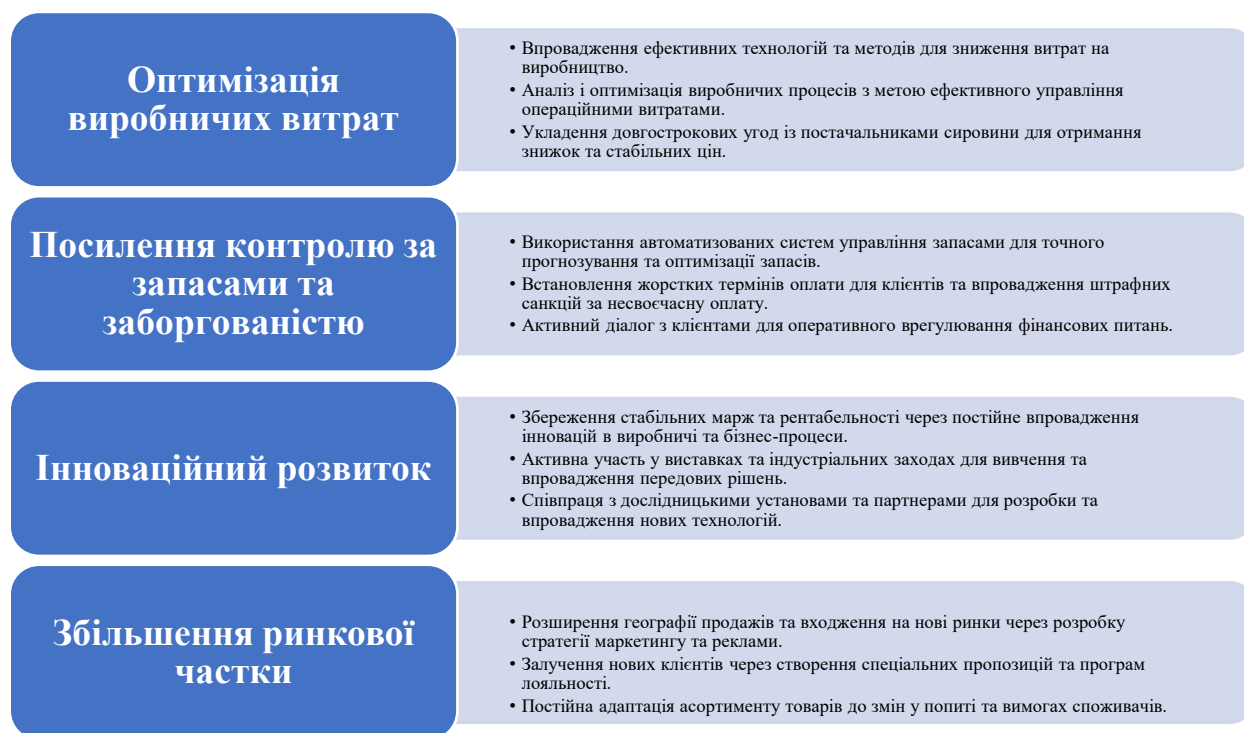 Оптимізація
виробничих витрат
• Впровадження ефективних технологій та методів для зниження витрат на
виробництво.
• Аналіз і оптимізація виробничих процесів з метою ефективного управління
операційними витратами.
• Укладення довгострокових угод із постачальниками сировини для отримання
знижок та стабільних цін.
Посилення контролю за
запасами та
заборгованістю
• Використання автоматизованих систем управління запасами для точного
прогнозування та оптимізації запасів.
• Встановлення жорстких термінів оплати для клієнтів та впровадження штрафних
санкцій за несвоєчасну оплату.
• Активний діалог з клієнтами для оперативного врегулювання фінансових питань.
Інноваційний розвиток
• Збереження стабільних марж та рентабельності через постійне впровадження
інновацій в виробничі та бізнес-процеси.
• Активна участь у виставках та індустріальних заходах для вивчення та
впровадження передових рішень.
• Співпраця з дослідницькими установами та партнерами для розробки та
впровадження нових технологій.
Збільшення ринкової
частки
• Розширення географії продажів та входження на нові ринки через розробку
стратегії маркетингу та реклами.
• Залучення нових клієнтів через створення спеціальних пропозицій та програм
лояльності.
• Постійна адаптація асортименту товарів до змін у попиті та вимогах споживачів.